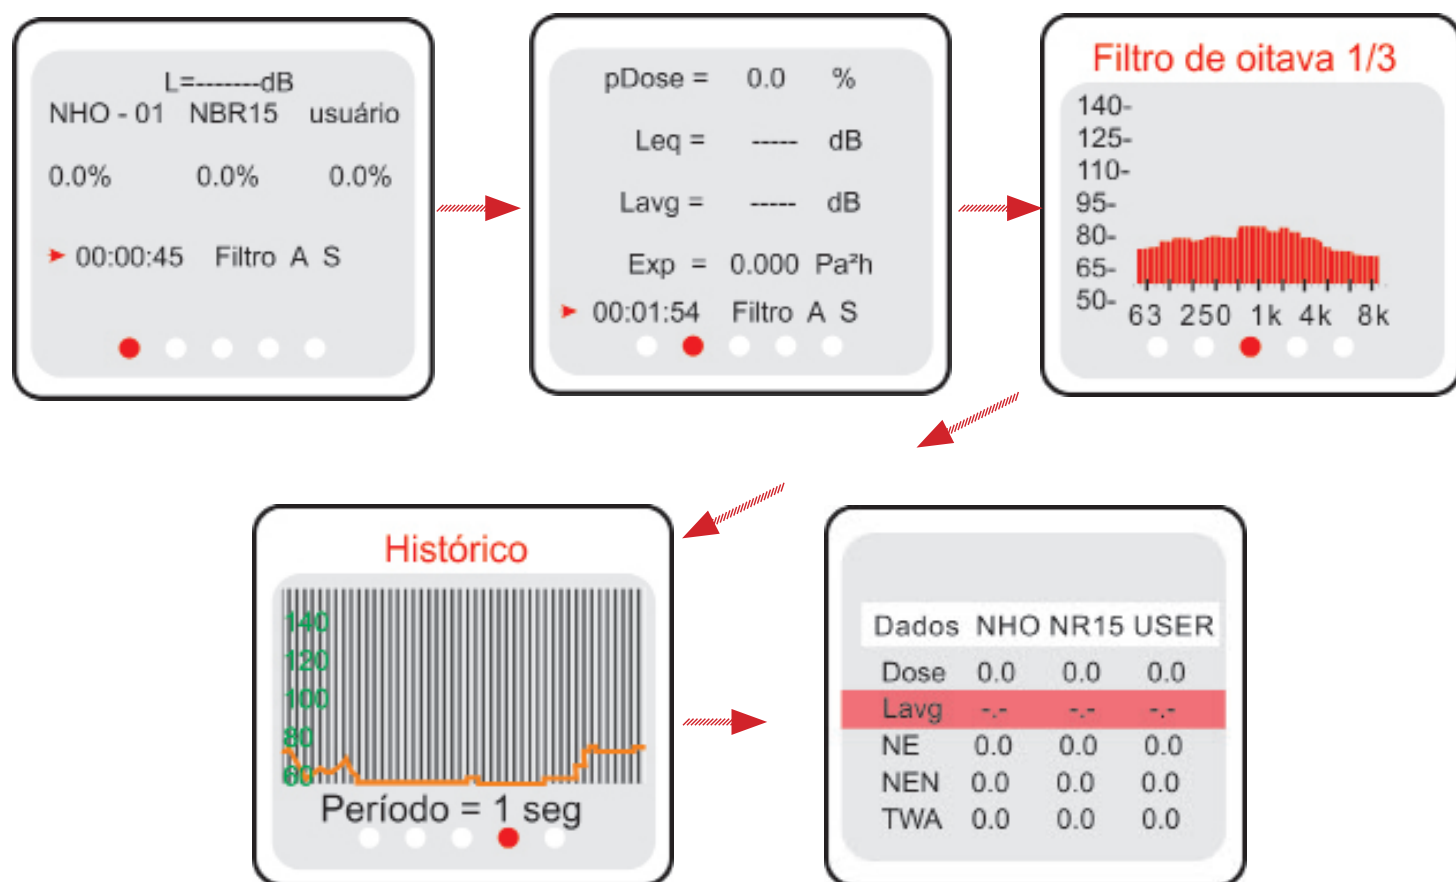 L=-------dB
NHO - 01 NBR15 usuário
0.0% 0.0% 0.0%
00:00:45 Filtro A S
pDose = 0.0 %
Leq = ----- dB
Lavg = ----- dB
Exp = 0.000 Pa²h
00:01:54 Filtro A S
Filtro de oitava 1/3
140-
125-
110-
95-
80-
65-
50-
63 250 1k 4k 8k
Histórico
140
120
100
80
60
Período = 1 seg
Dados NHO NR15 USER
Dose 0.0 0.0 0.0
Lavg -.- -.- -.-
NE 0.0 0.0 0.0
NEN 0.0 0.0 0.0
TWA 0.0 0.0 0.0